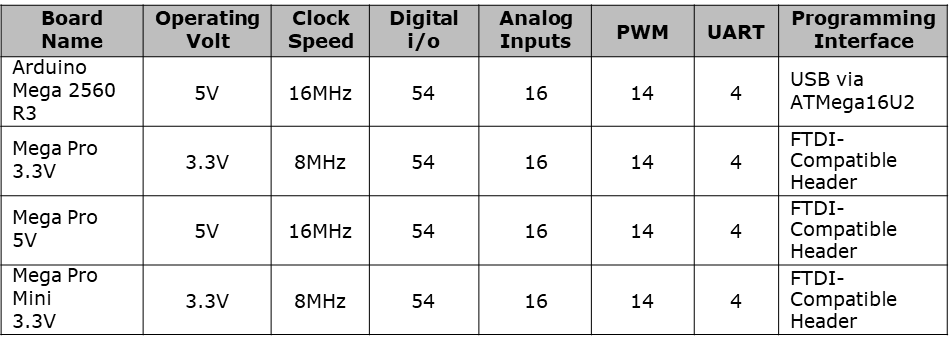 Board Name | Operating Volt | Clock Speed | Digital i/o | Analog Inputs | PWM | UART | Programming Interface
Arduino Mega 2560 R3 | 5V | 16MHz | 54 | 16 | 14 | 4 | USB via ATMega16U2
Mega Pro 3.3V | 3.3V | 8MHz | 54 | 16 | 14 | 4 | FTDI-Compatible Header
Mega Pro 5V | 5V | 16MHz | 54 | 16 | 14 | 4 | FTDI-Compatible Header
Mega Pro Mini 3.3V | 3.3V | 8MHz | 54 | 16 | 14 | 4 | FTDI-Compatible Header